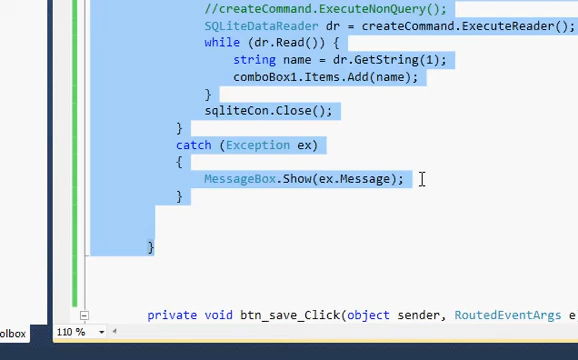 //createCommand.ExecuteNonQuery();
SQLiteDataReader dr = createCommand.ExecuteReader();
while (dr.Read()) {
string name = dr.GetString(1);
comboBox1.Items.Add(name);
}
sqliteCon.Close();
}
catch (Exception ex)
{
MessageBox.Show(ex.Message);
}
}
private void btn_save_Click(object sender, RoutedEventArgs e
olbox
110 %